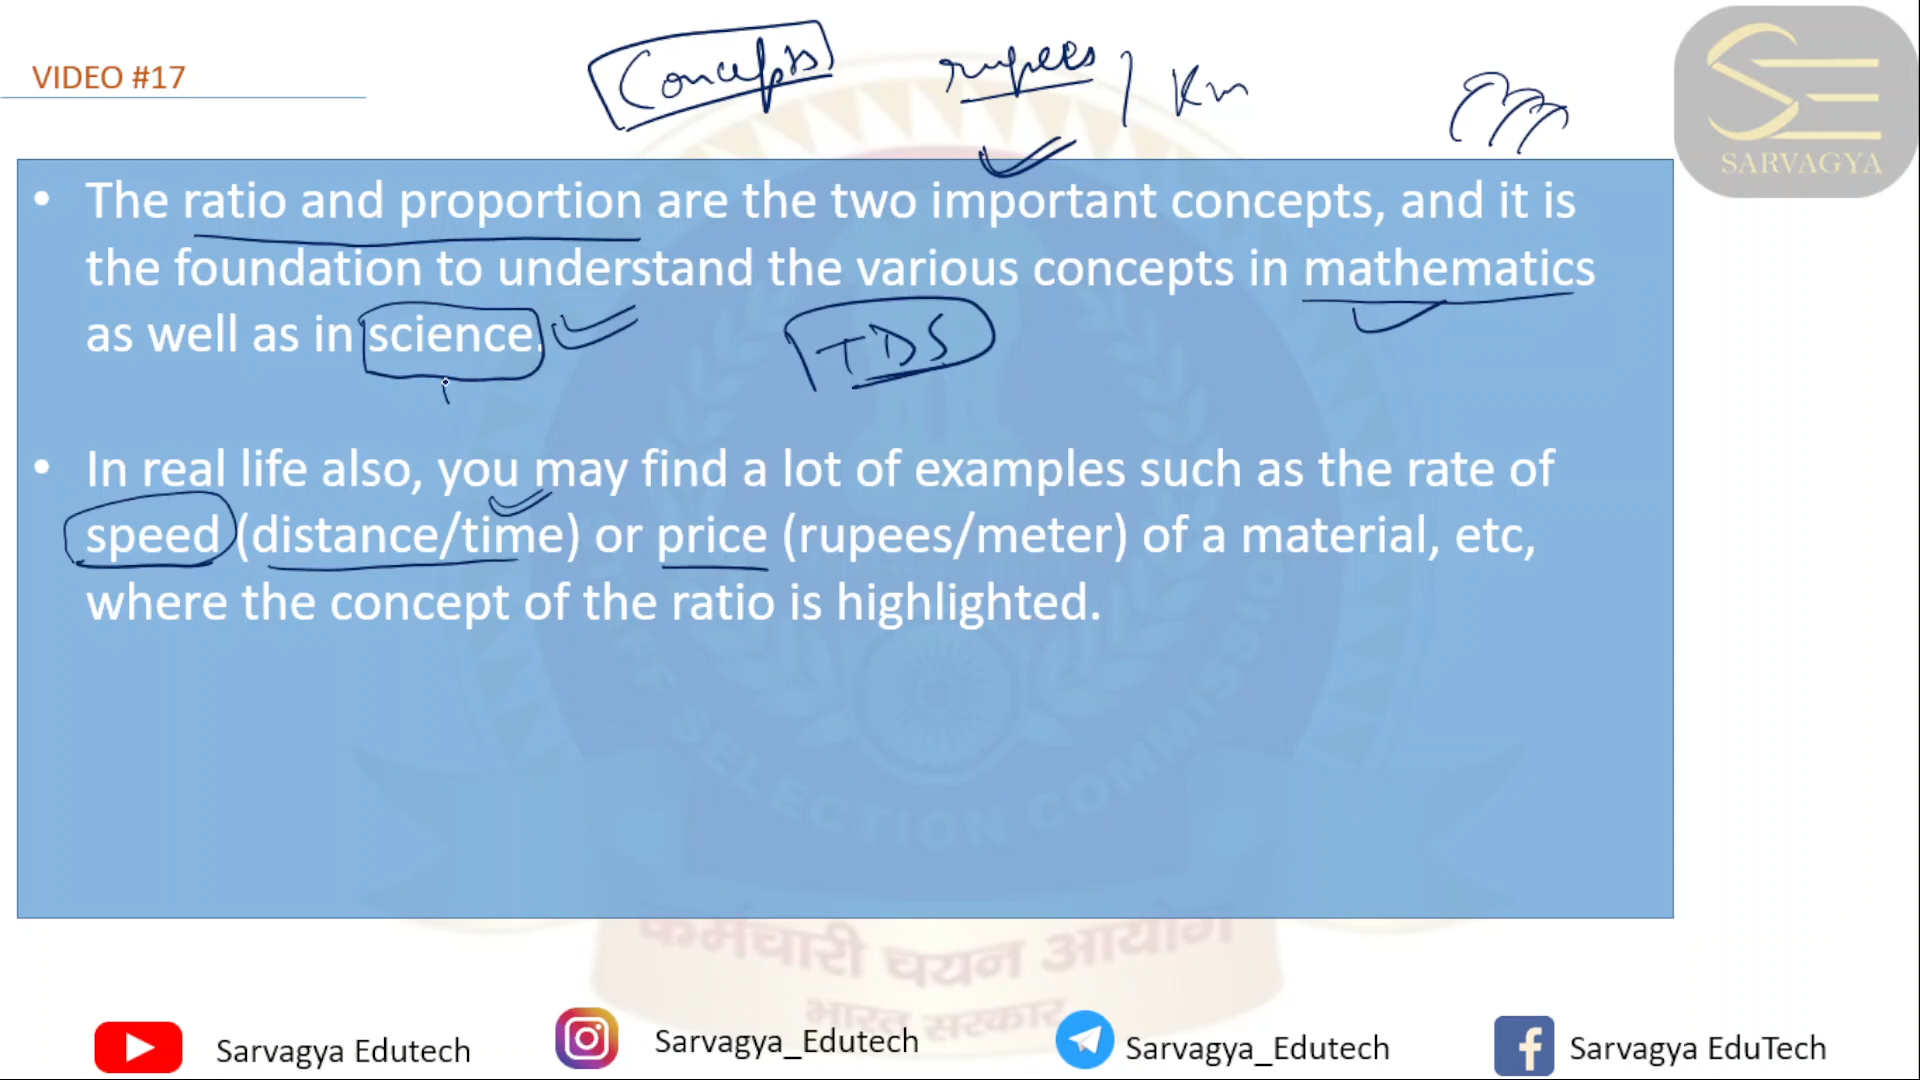 VIDEO #17
Concepts
rupees / Km
SARVAGYA
• The ratio and proportion are the two important concepts, and it is
the foundation to understand the various concepts in mathematics
as well as in science.
TDS
• In real life also, you may find a lot of examples such as the rate of
speed (distance/time) or price (rupees/meter) of a material, etc,
where the concept of the ratio is highlighted.
SELECTION COMMISSION
कर्मचारी चयन आयोग
भारत सरकार
Sarvagya Edutech
Sarvagya_Edutech
Sarvagya_Edutech
Sarvagya EduTech